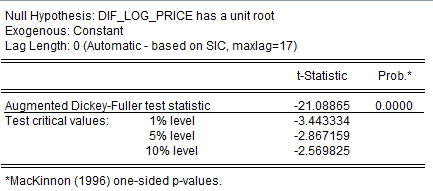 Null Hypothesis: DIF_LOG_PRICE has a unit root
Exogenous: Constant
Lag Length: 0 (Automatic - based on SIC, maxlag=17)
t-Statistic Prob.*
Augmented Dickey-Fuller test statistic -21.08865 0.0000
Test critical values: 1% level -3.443334
5% level -2.867159
10% level -2.569825
*MacKinnon (1996) one-sided p-values.